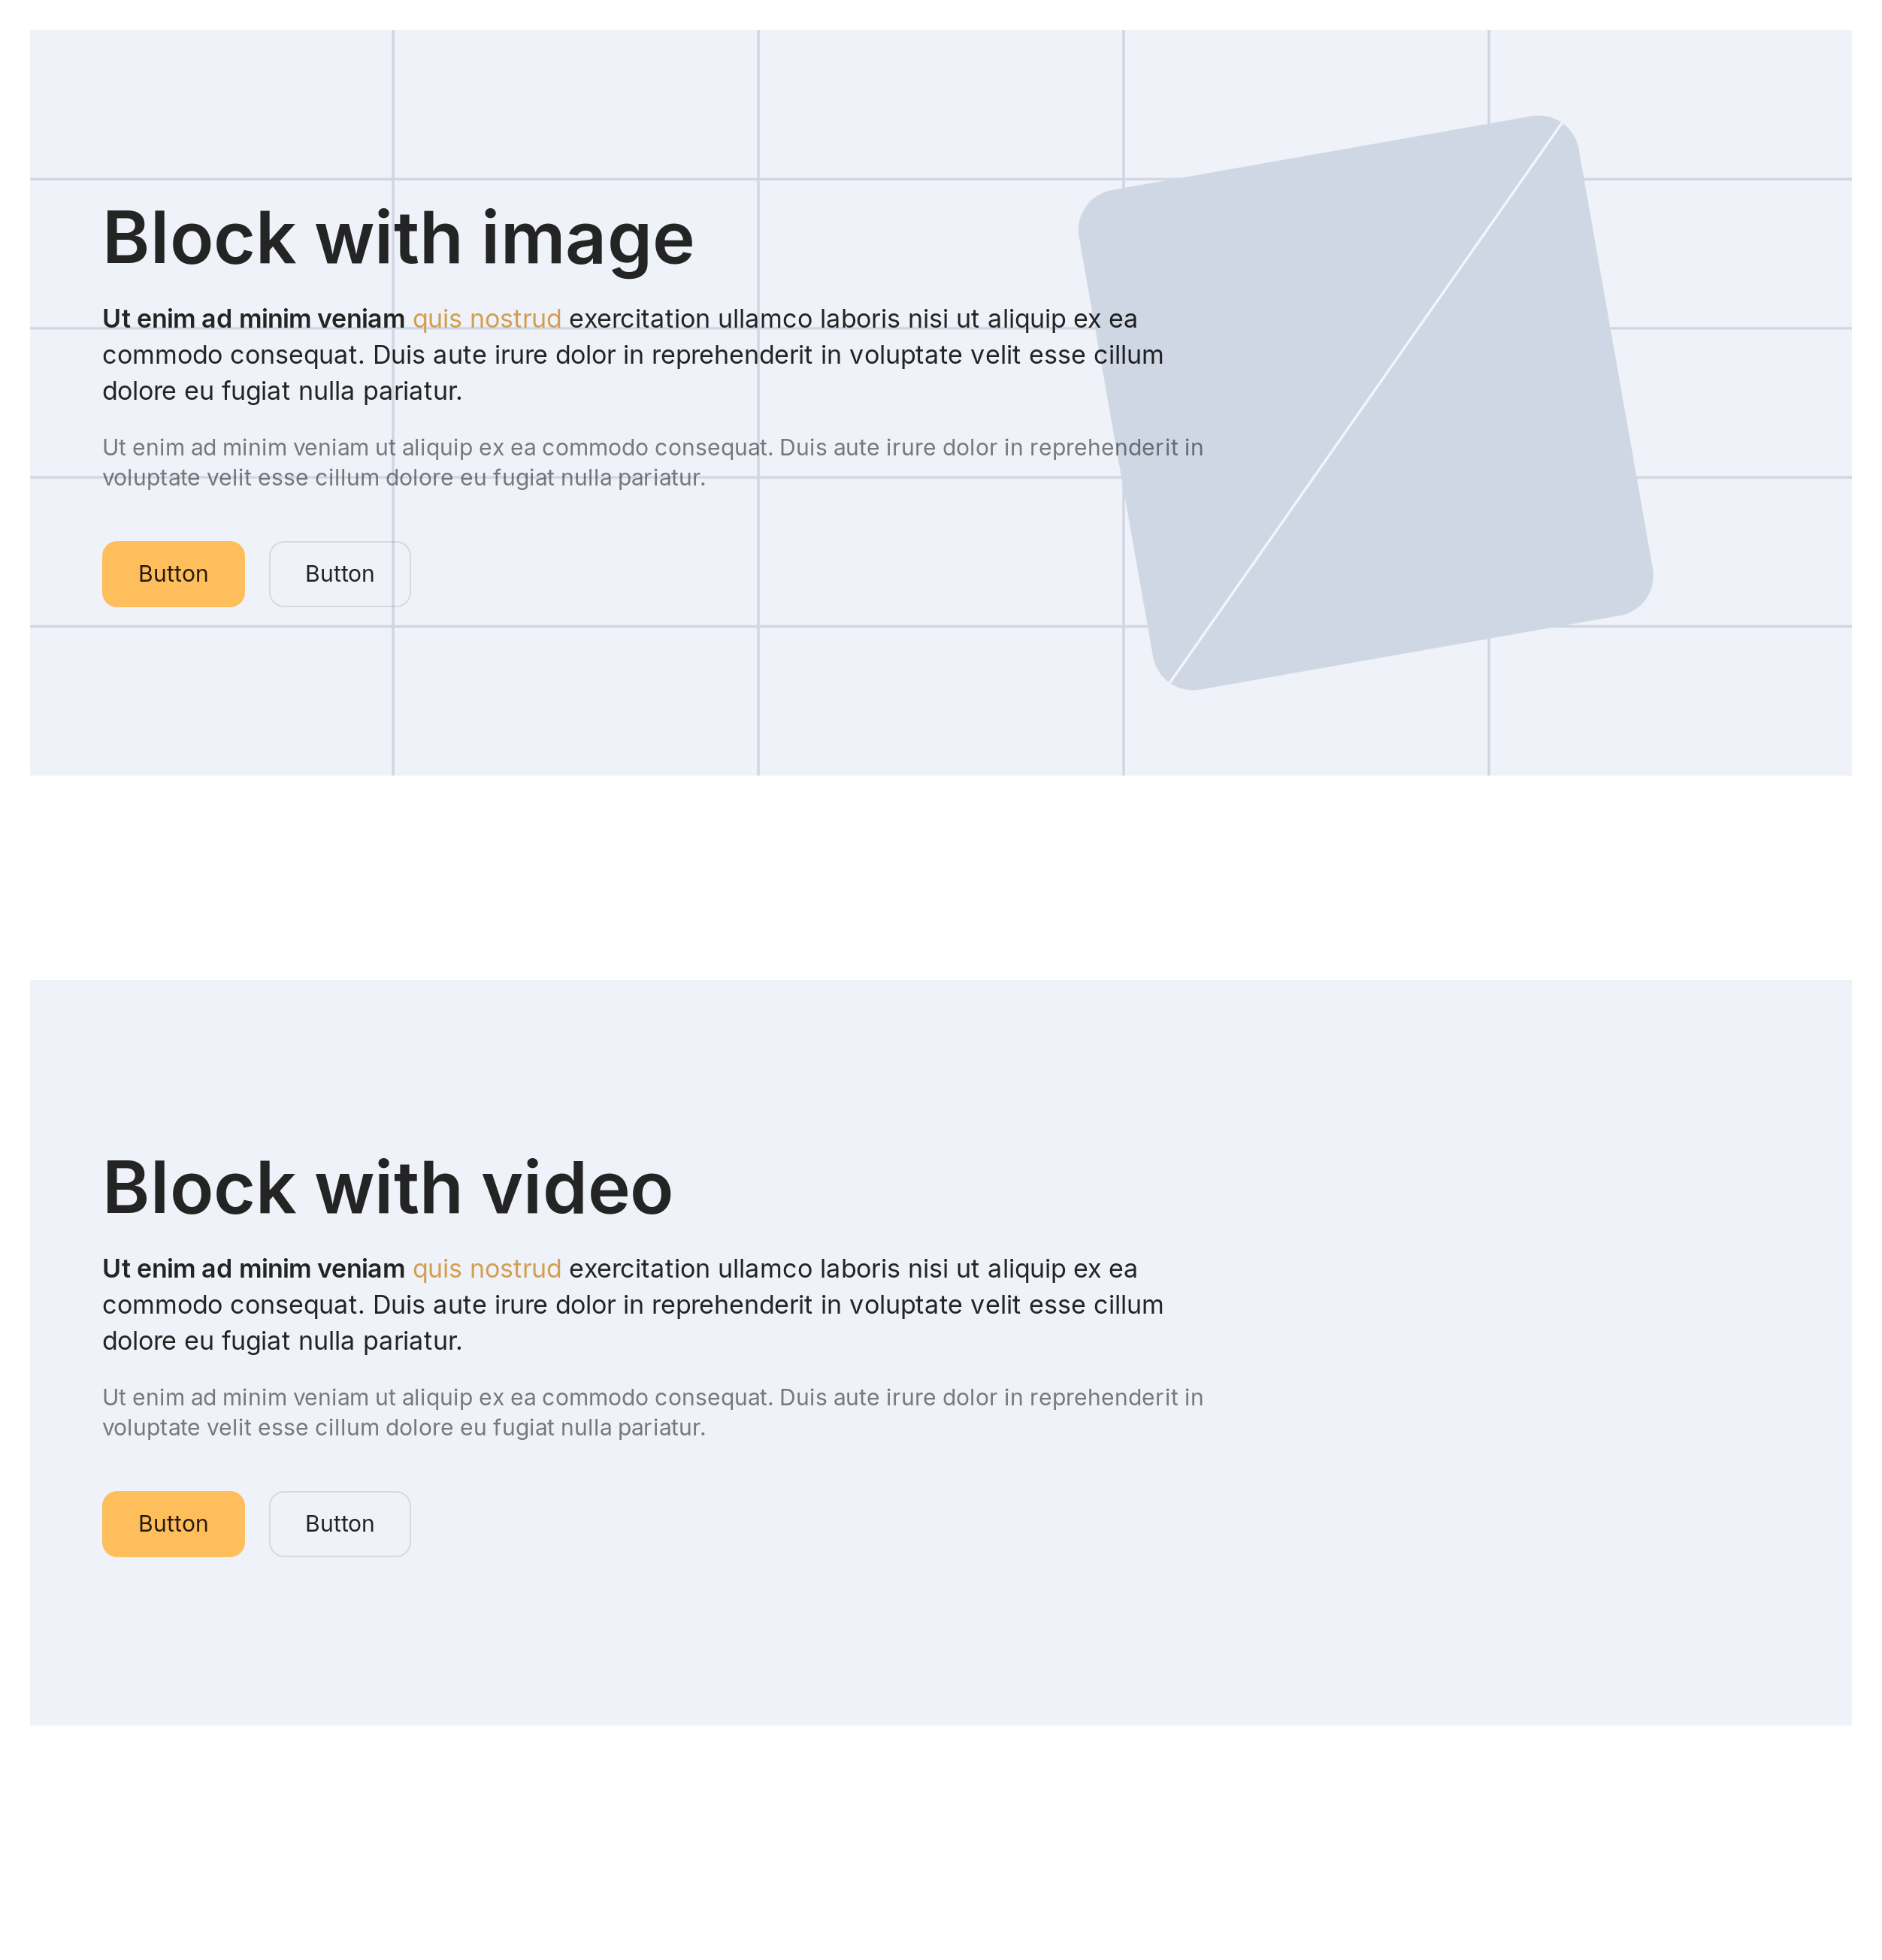 Block with image
Ut enim ad minim veniam quis nostrud exercitation ullamco laboris nisi ut aliquip ex ea
commodo consequat. Duis aute irure dolor in reprehenderit in voluptate velit esse cillum
dolore eu fugiat nulla pariatur.
Ut enim ad minim veniam ut aliquip ex ea commodo consequat. Duis aute irure dolor in reprehenderit in
voluptate velit esse cillum dolore eu fugiat nulla pariatur.
Button Button
Block with video
Ut enim ad minim veniam quis nostrud exercitation ullamco laboris nisi ut aliquip ex ea
commodo consequat. Duis aute irure dolor in reprehenderit in voluptate velit esse cillum
dolore eu fugiat nulla pariatur.
Ut enim ad minim veniam ut aliquip ex ea commodo consequat. Duis aute irure dolor in reprehenderit in
voluptate velit esse cillum dolore eu fugiat nulla pariatur.
Button Button